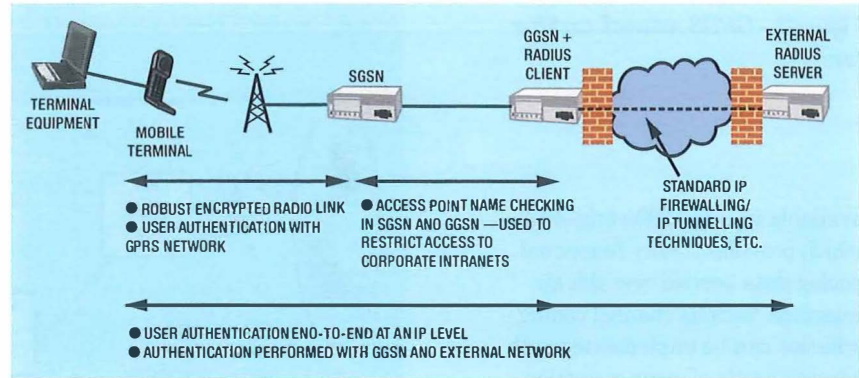 TERMINAL
EQUIPMENT
MOBILE
TERMINAL
SGSN
GGSN +
RADIUS
CLIENT
EXTERNAL
RADIUS
SERVER
● ROBUST ENCRYPTED RADIO LINK
● USER AUTHENTICATION WITH
GPRS NETWORK
● ACCESS POINT NAME CHECKING
IN SGSN AND GGSN —USED TO
RESTRICT ACCESS TO
CORPORATE INTRANETS
STANDARD IP
FIREWALLING/
IP TUNNELLING
TECHNIQUES, ETC.
● USER AUTHENTICATION ENO-TO-END AT AN IP LEVEL
● AUTHENTICATION PERFORMED WITH GGSN AND EXTERNAL NETWORK